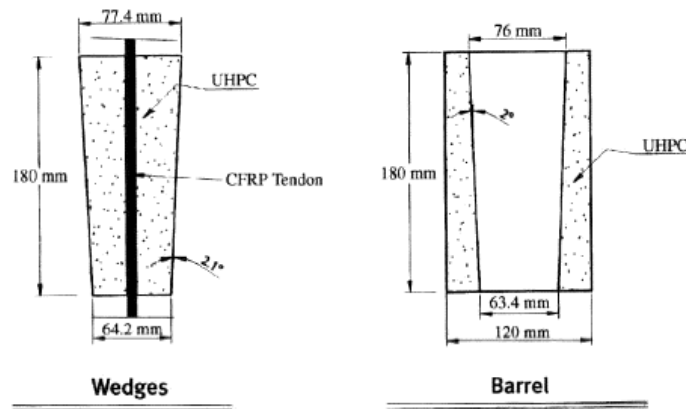 77.4 mm
UHPC
180 mm
CFRP Tendon
2.1°
64.2 mm
Wedges
76 mm
2°
UHPC
180 mm
63.4 mm
120 mm
Barrel